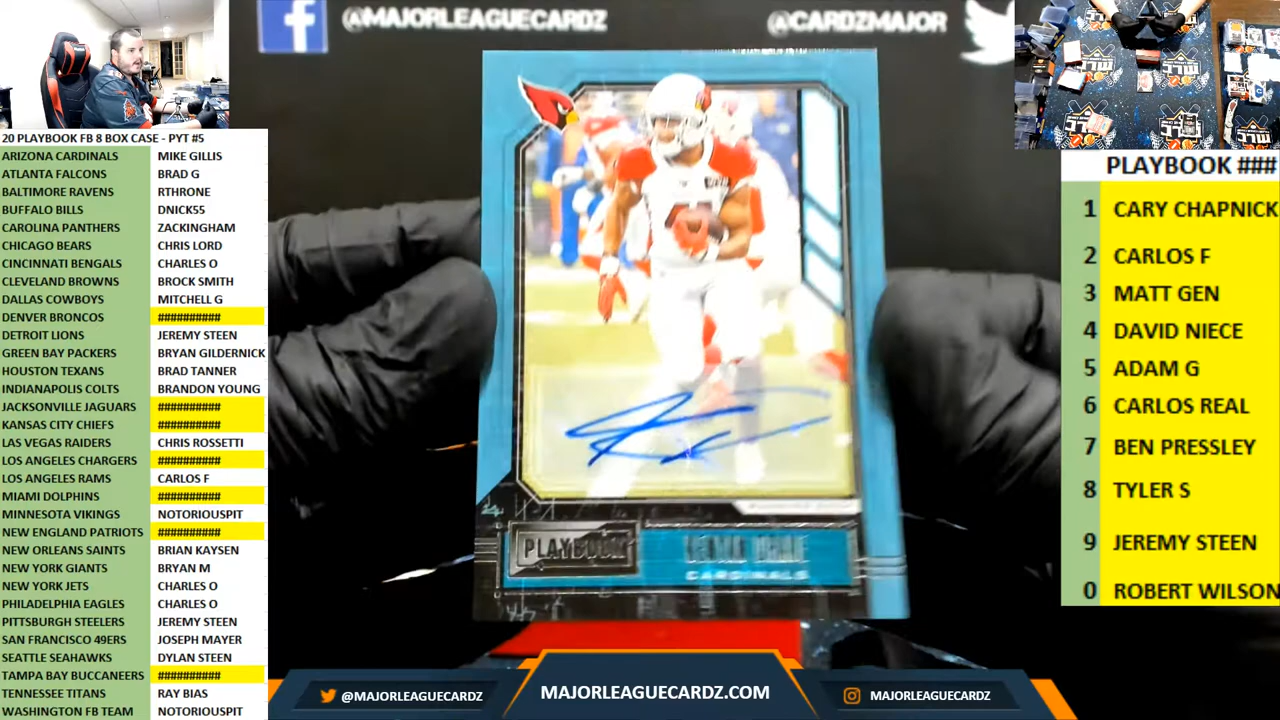 @MAJORLEAGUECARDZ
@CARDZMAJOR
20 PLAYBOOK FB 8 BOX CASE - PYT #5
ARIZONA CARDINALS MIKE GILLIS
ATLANTA FALCONS BRAD G
BALTIMORE RAVENS RTHRONE
BUFFALO BILLS DNICK55
CAROLINA PANTHERS ZACKINGHAM
CHICAGO BEARS CHRIS LORD
CINCINNATI BENGALS CHARLES O
CLEVELAND BROWNS BROCK SMITH
DALLAS COWBOYS MITCHELL G
DENVER BRONCOS ##########
DETROIT LIONS JEREMY STEEN
GREEN BAY PACKERS BRYAN GILDERNICK
HOUSTON TEXANS BRAD TANNER
INDIANAPOLIS COLTS BRANDON YOUNG
JACKSONVILLE JAGUARS ##########
KANSAS CITY CHIEFS ##########
LAS VEGAS RAIDERS CHRIS ROSSETTI
LOS ANGELES CHARGERS ##########
LOS ANGELES RAMS CARLOS F
MIAMI DOLPHINS ##########
MINNESOTA VIKINGS NOTORIOUSPIT
NEW ENGLAND PATRIOTS ##########
NEW ORLEANS SAINTS BRIAN KAYSEN
NEW YORK GIANTS BRYAN M
NEW YORK JETS CHARLES O
PHILADELPHIA EAGLES CHARLES O
PITTSBURGH STEELERS JEREMY STEEN
SAN FRANCISCO 49ERS JOSEPH MAYER
SEATTLE SEAHAWKS DYLAN STEEN
TAMPA BAY BUCCANEERS ##########
TENNESSEE TITANS RAY BIAS
WASHINGTON FB TEAM NOTORIOUSPIT
PLAYBOOK
CARDINALS
PLAYBOOK ###
1 CARY CHAPNICK
2 CARLOS F
3 MATT GEN
4 DAVID NIECE
5 ADAM G
6 CARLOS REAL
7 BEN PRESSLEY
8 TYLER S
9 JEREMY STEEN
0 ROBERT WILSON
@MAJORLEAGUECARDZ
MAJORLEAGUECARDZ.COM
MAJORLEAGUECARDZ